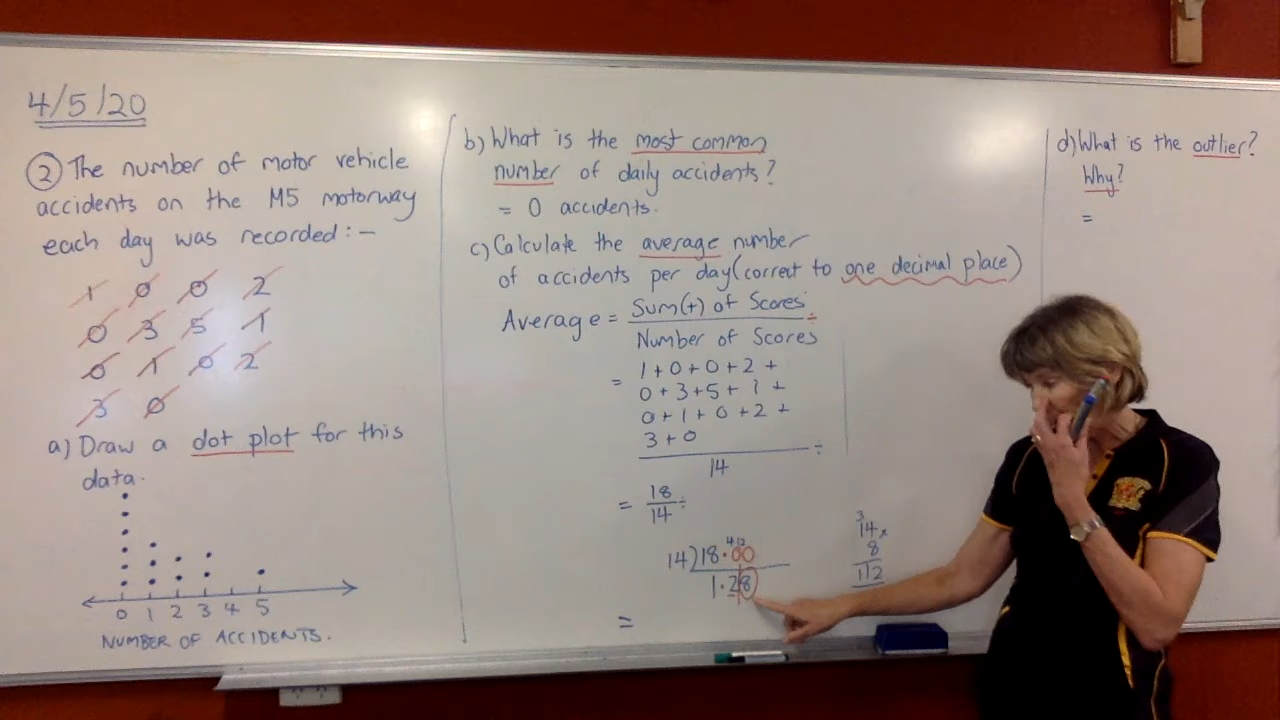 4/5/20
② The number of motor vehicle
accidents on the M5 motorway
each day was recorded:-
1 0 0 2
0 3 5 1
0 1 0 2
3 0
a) Draw a dot plot for this
data.
0 1 2 3 4 5
NUMBER OF ACCIDENTS.
b) What is the most common
number of daily accidents?
= 0 accidents.
c) Calculate the average number
of accidents per day (correct to one decimal place)
Average = Sum(+) of Scores ÷
Number of Scores
= 1+0+0+2+
0+3+5+1+
0+1+0+2+
3+0
÷
14
= 18
14 ÷
4 12
14)18.00
1.28
=
3
14×
8
112
d) What is the outlier?
Why?
=